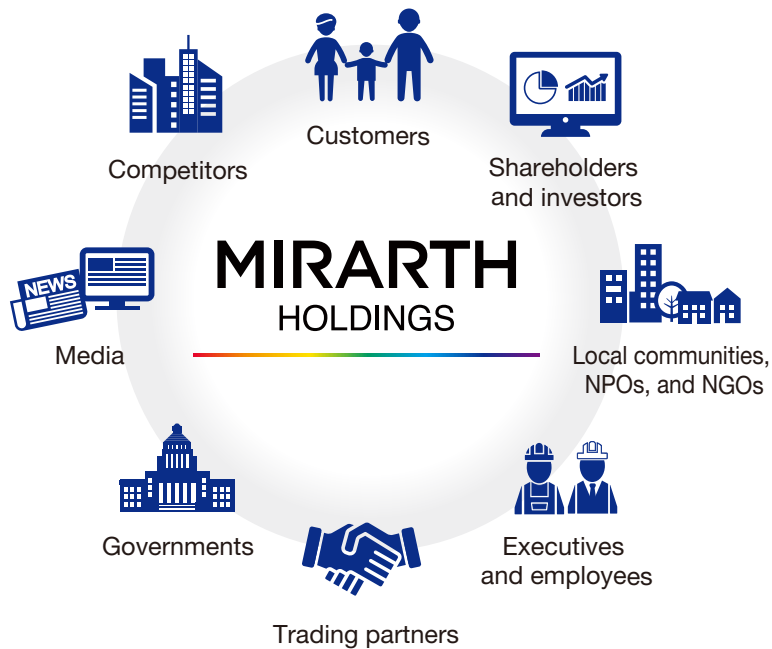 Customers
Shareholders
and investors
Local communities,
NPOs, and NGOs
Executives
and employees
Trading partners
Governments
NEWS
Media
Competitors
MIRARTH
HOLDINGS